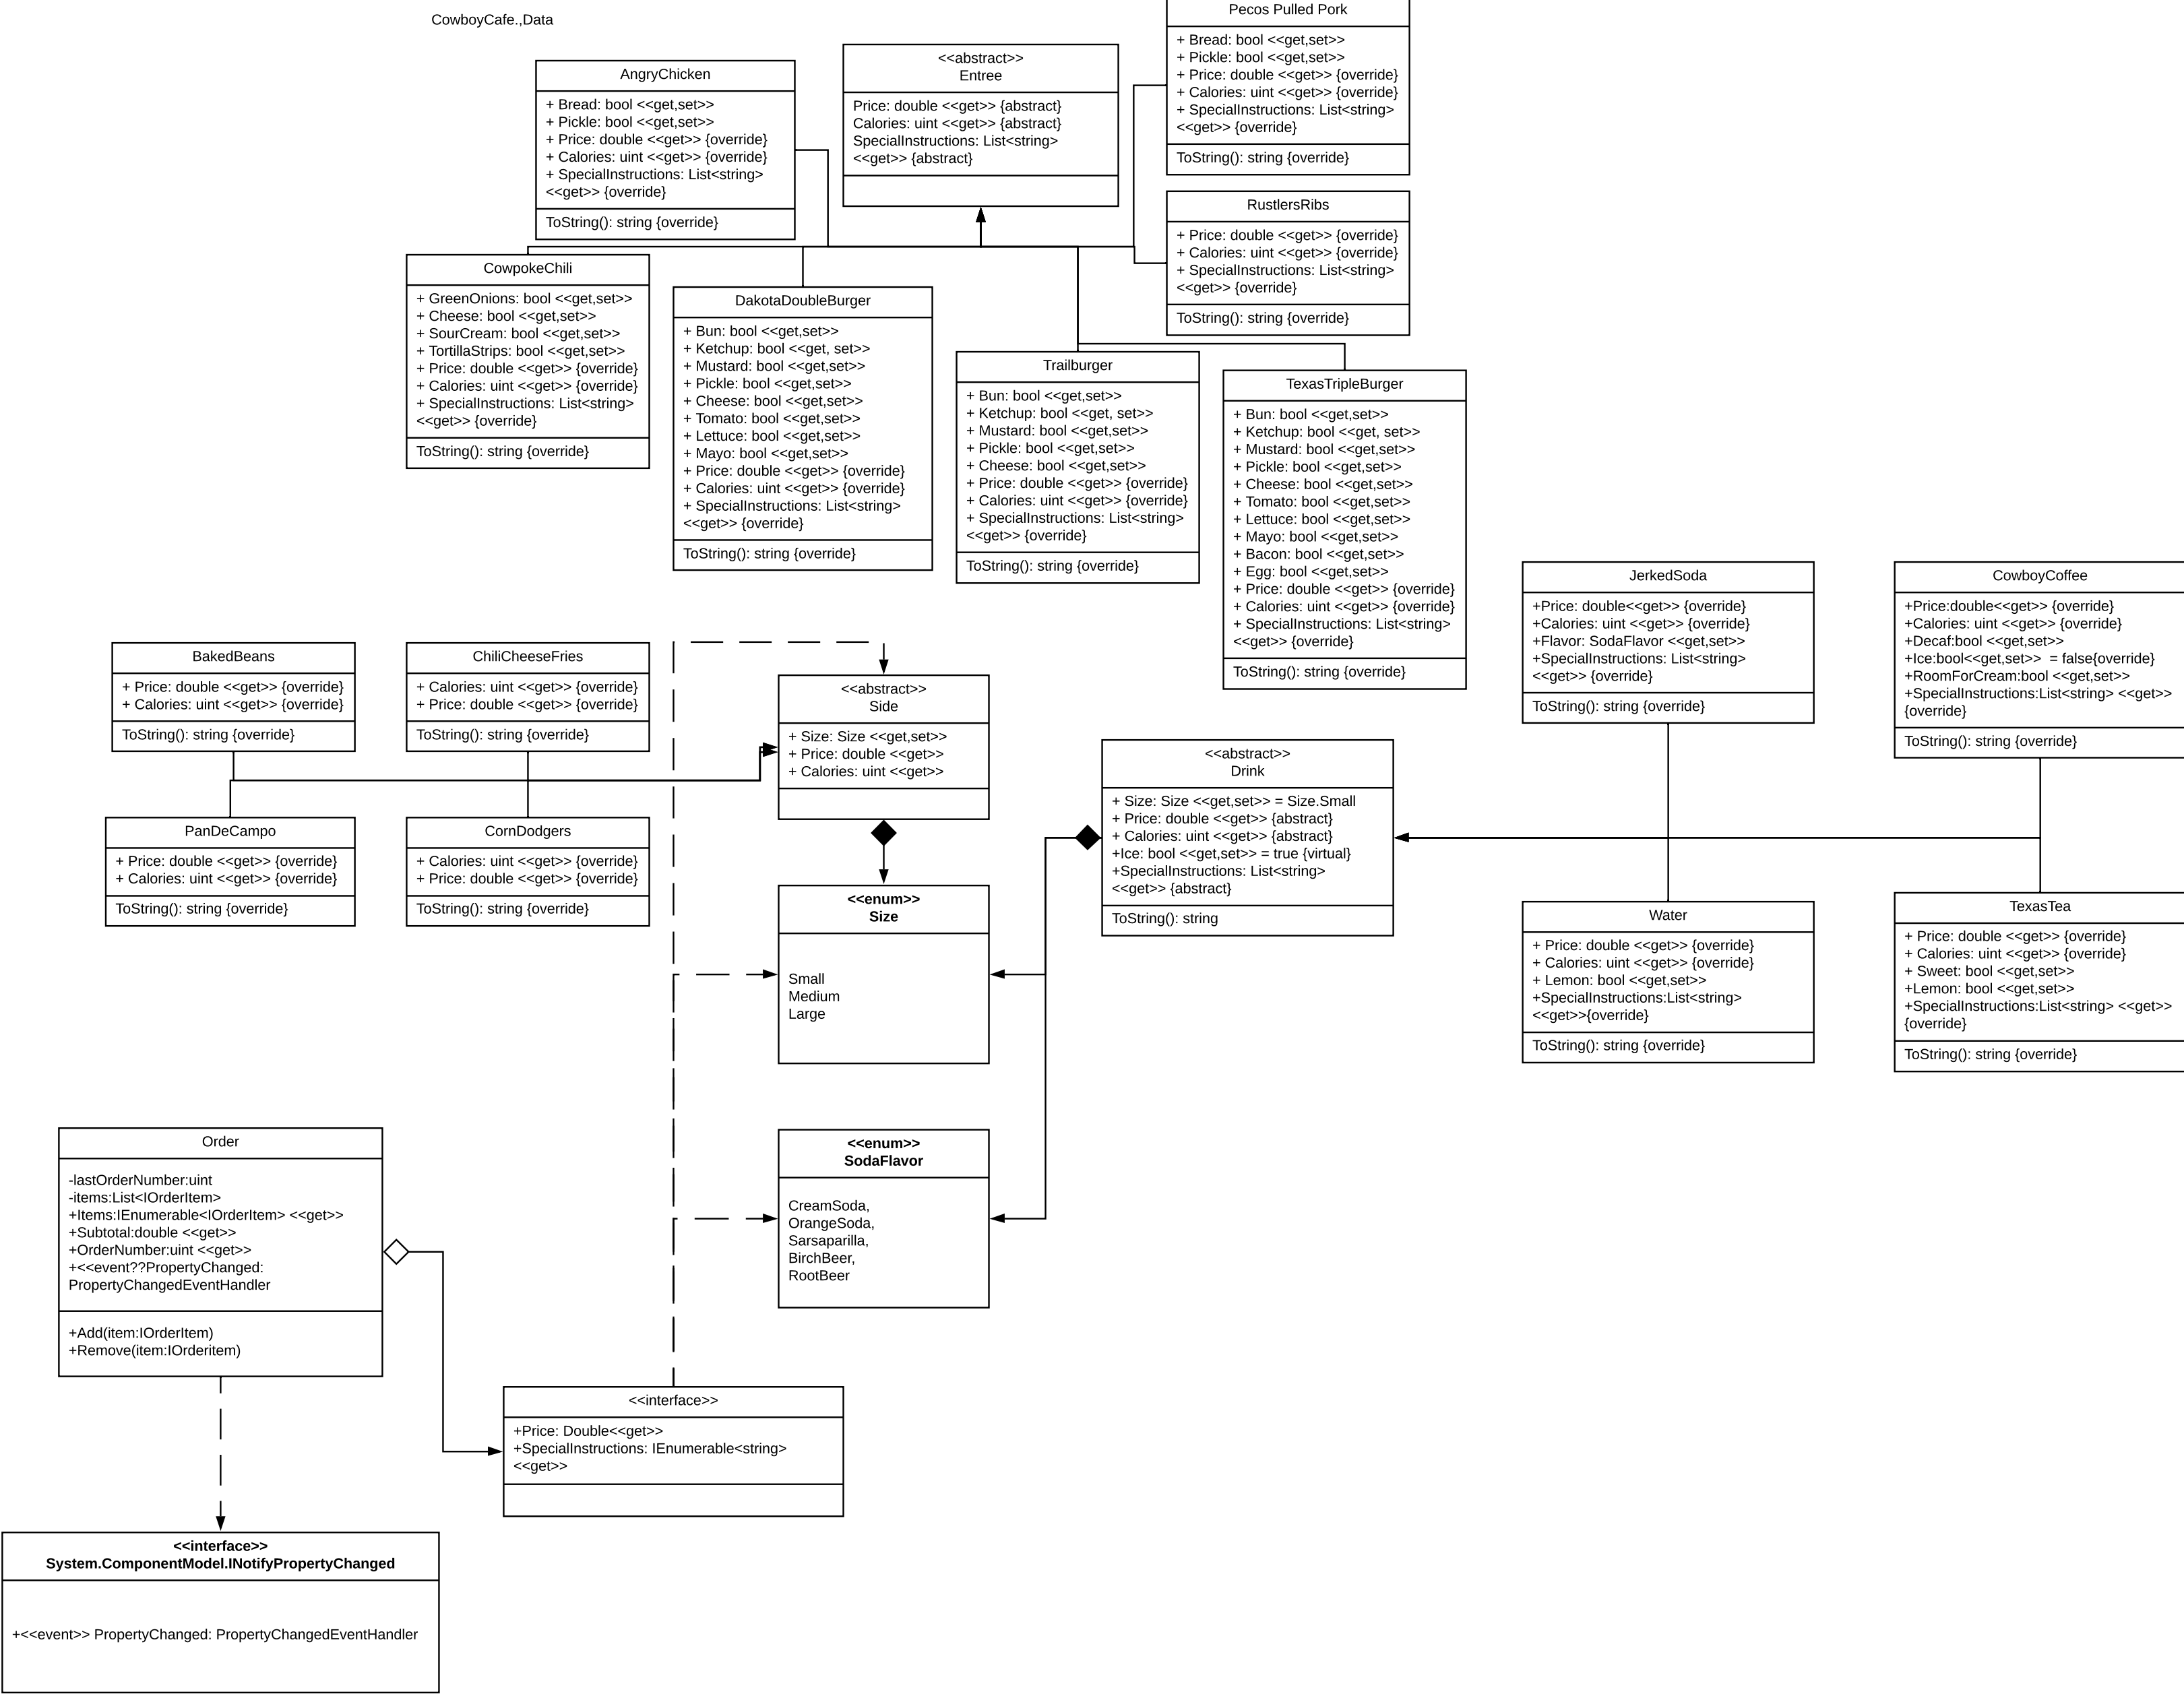 CowboyCafe.,Data
Pecos Pulled Pork
+ Bread: bool <<get,set>>
+ Pickle: bool <<get,set>>
+ Price: double <<get>> {override}
+ Calories: uint <<get>> {override}
+ SpecialInstructions: List<string>
<<get>> {override}
ToString(): string {override}
<<abstract>>
Entree
Price: double <<get>> {abstract}
Calories: uint <<get>> {abstract}
SpecialInstructions: List<string>
<<get>> {abstract}
AngryChicken
+ Bread: bool <<get,set>>
+ Pickle: bool <<get,set>>
+ Price: double <<get>> {override}
+ Calories: uint <<get>> {override}
+ SpecialInstructions: List<string>
<<get>> {override}
ToString(): string {override}
RustlersRibs
+ Price: double <<get>> {override}
+ Calories: uint <<get>> {override}
+ SpecialInstructions: List<string>
<<get>> {override}
ToString(): string {override}
CowpokeChili
+ GreenOnions: bool <<get,set>>
+ Cheese: bool <<get,set>>
+ SourCream: bool <<get,set>>
+ TortillaStrips: bool <<get,set>>
+ Price: double <<get>> {override}
+ Calories: uint <<get>> {override}
+ SpecialInstructions: List<string>
<<get>> {override}
ToString(): string {override}
DakotaDoubleBurger
+ Bun: bool <<get,set>>
+ Ketchup: bool <<get, set>>
+ Mustard: bool <<get,set>>
+ Pickle: bool <<get,set>>
+ Cheese: bool <<get,set>>
+ Tomato: bool <<get,set>>
+ Lettuce: bool <<get,set>>
+ Mayo: bool <<get,set>>
+ Price: double <<get>> {override}
+ Calories: uint <<get>> {override}
+ SpecialInstructions: List<string>
<<get>> {override}
ToString(): string {override}
Trailburger
+ Bun: bool <<get,set>>
+ Ketchup: bool <<get, set>>
+ Mustard: bool <<get,set>>
+ Pickle: bool <<get,set>>
+ Cheese: bool <<get,set>>
+ Price: double <<get>> {override}
+ Calories: uint <<get>> {override}
+ SpecialInstructions: List<string>
<<get>> {override}
ToString(): string {override}
TexasTripleBurger
+ Bun: bool <<get,set>>
+ Ketchup: bool <<get, set>>
+ Mustard: bool <<get,set>>
+ Pickle: bool <<get,set>>
+ Cheese: bool <<get,set>>
+ Tomato: bool <<get,set>>
+ Lettuce: bool <<get,set>>
+ Mayo: bool <<get,set>>
+ Bacon: bool <<get,set>>
+ Egg: bool <<get,set>>
+ Price: double <<get>> {override}
+ Calories: uint <<get>> {override}
+ SpecialInstructions: List<string>
<<get>> {override}
ToString(): string {override}
JerkedSoda
+Price: double<<get>> {override}
+Calories: uint <<get>> {override}
+Flavor: SodaFlavor <<get,set>>
+SpecialInstructions: List<string>
<<get>> {override}
ToString(): string {override}
CowboyCoffee
+Price:double<<get>> {override}
+Calories: uint <<get>> {override}
+Decaf:bool <<get,set>>
+Ice:bool<<get,set>>  = false{override}
+RoomForCream:bool <<get,set>>
+SpecialInstructions:List<string> <<get>>
{override}
ToString(): string {override}
BakedBeans
+ Price: double <<get>> {override}
+ Calories: uint <<get>> {override}
ToString(): string {override}
ChiliCheeseFries
+ Calories: uint <<get>> {override}
+ Price: double <<get>> {override}
ToString(): string {override}
<<abstract>>
Side
+ Size: Size <<get,set>>
+ Price: double <<get>>
+ Calories: uint <<get>>
<<abstract>>
Drink
+ Size: Size <<get,set>> = Size.Small
+ Price: double <<get>> {abstract}
+ Calories: uint <<get>> {abstract}
+Ice: bool <<get,set>> = true {virtual}
+SpecialInstructions: List<string>
<<get>> {abstract}
ToString(): string
PanDeCampo
+ Price: double <<get>> {override}
+ Calories: uint <<get>> {override}
ToString(): string {override}
CornDodgers
+ Calories: uint <<get>> {override}
+ Price: double <<get>> {override}
ToString(): string {override}
<<enum>>
Size
Small
Medium
Large
Water
+ Price: double <<get>> {override}
+ Calories: uint <<get>> {override}
+ Lemon: bool <<get,set>>
+SpecialInstructions:List<string>
<<get>>{override}
ToString(): string {override}
TexasTea
+ Price: double <<get>> {override}
+ Calories: uint <<get>> {override}
+ Sweet: bool <<get,set>>
+Lemon: bool <<get,set>>
+SpecialInstructions:List<string> <<get>>
{override}
ToString(): string {override}
Order
-lastOrderNumber:uint
-items:List<IOrderItem>
+Items:IEnumerable<IOrderItem> <<get>>
+Subtotal:double <<get>>
+OrderNumber:uint <<get>>
+<<event??PropertyChanged:
PropertyChangedEventHandler
+Add(item:IOrderItem)
+Remove(item:IOrderitem)
<<enum>>
SodaFlavor
CreamSoda,
OrangeSoda,
Sarsaparilla,
BirchBeer,
RootBeer
<<interface>>
+Price: Double<<get>>
+SpecialInstructions: IEnumerable<string>
<<get>>
<<interface>>
System.ComponentModel.INotifyPropertyChanged
+<<event>> PropertyChanged: PropertyChangedEventHandler